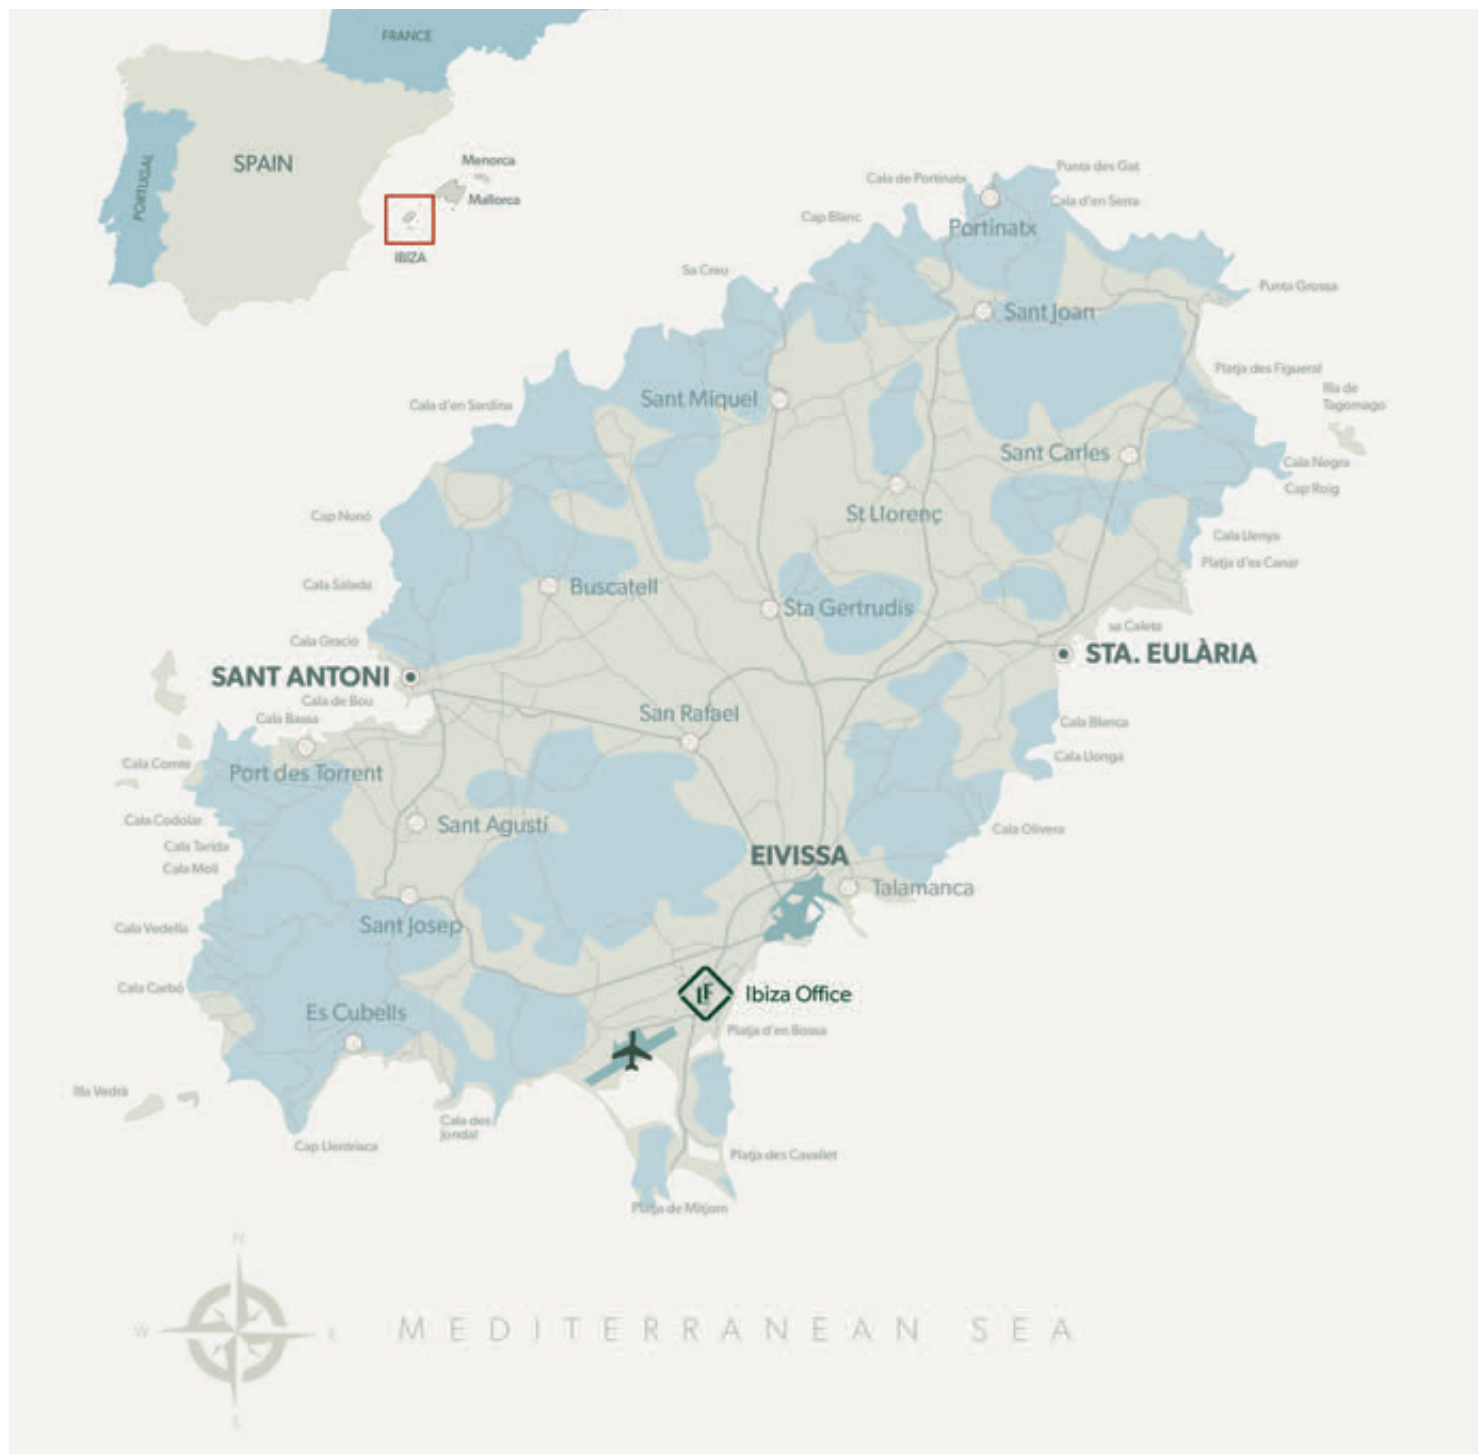 FRANCE
SPAIN
PORTUGAL
Menorca
Mallorca
IBIZA
Punta des Gat
Cala de Portinatx
Cala d'en Serra
Cap Blanc
Portinatx
Sa Creu
Punta Grossa
Sant Joan
Platja des Figueral
Illa de
Tagomago
Sant Miquel
Cala d'en Sardina
Sant Carles
Cala Negra
Cap Roig
St Llorenç
Cap Nunó
Cala Llenya
Platja d'es Canar
Cala Salada
Buscatell
Sta Gertrudis
sa Caleta
Cala Gració
STA. EULÀRIA
SANT ANTONI
Cala de Bou
Cala Bassa
San Rafael
Cala Blanca
Cala Llonga
Cala Comte
Port des Torrent
Cala Codolar
Sant Agustí
Cala Olivera
Cala Tarida
Cala Molí
EIVISSA
Talamanca
Cala Vedella
Sant Josep
Cala Carbó
LF
Ibiza Office
Es Cubells
Platja d'en Bossa
Illa Vedrà
Cala des
Jondal
Cap Llentrisca
Platja des Cavallet
Platja de Mitjorn
N
W
E
MEDITERRANEAN SEA